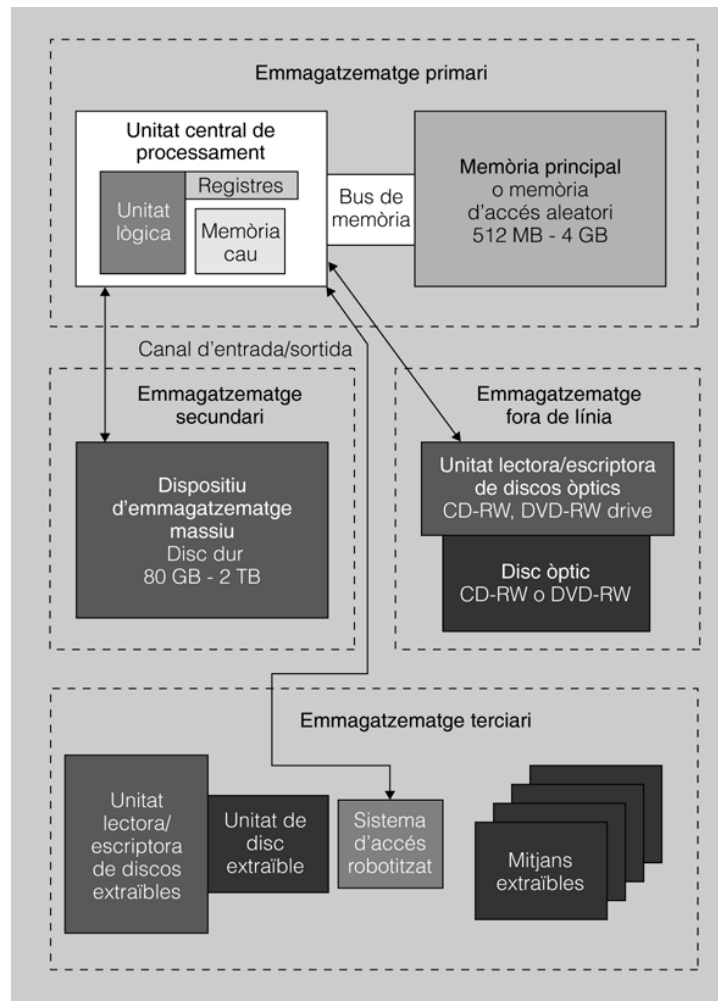 Emmagatzematge primari
Unitat central de
processament
Registres
Unitat
lògica
Memòria
cau
Bus de
memòria
Memòria principal
o memòria
d'accés aleatori
512 MB - 4 GB
Canal d'entrada/sortida
Emmagatzematge
secundari
Dispositiu
d'emmagatzematge
massiu
Disc dur
80 GB - 2 TB
Emmagatzematge
fora de línia
Unitat lectora/escriptora
de discos òptics
CD-RW, DVD-RW drive
Disc òptic
CD-RW o DVD-RW
Emmagatzematge terciari
Unitat
lectora/
escriptora
de discos
extraïbles
Unitat de
disc
extraïble
Sistema
d'accés
robotitzat
Mitjans
extraïbles